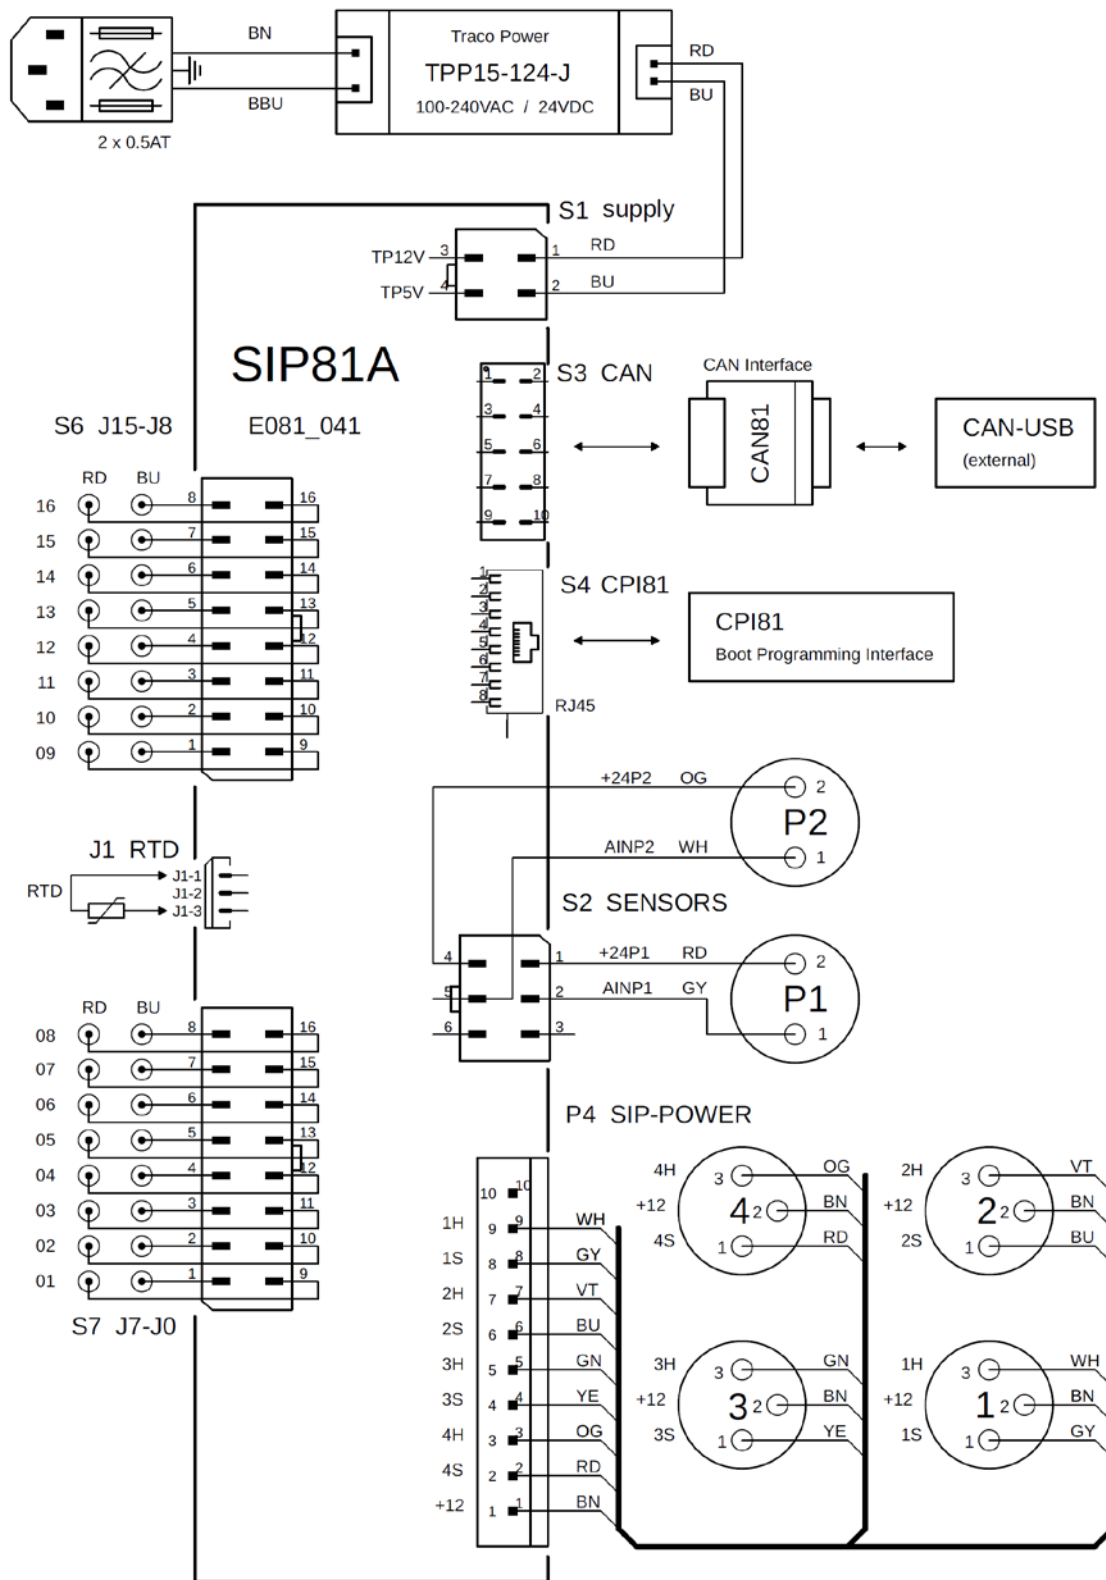 BN
BBU
2 x 0.5AT
Traco Power
TPP15-124-J
100-240VAC / 24VDC
RD
BU
S1 supply
TP12V 3 1 RD
TP5V 4 2 BU
SIP81A
E081_041
S3 CAN
1 2
3 4
5 6
7 8
9 10
CAN Interface
CAN81
CAN-USB
(external)
S6 J15-J8
RD BU
16 8 16
15 7 15
14 6 14
13 5 13
12 4 12
11 3 11
10 2 10
09 1 9
S4 CPI81
1
2
3
4
5
6
7
8
RJ45
CPI81
Boot Programming Interface
+24P2 OG 2
P2
AINP2 WH 1
J1 RTD
RTD
J1-1
J1-2
J1-3
S2 SENSORS
4 1 +24P1 RD 2
P1
5 2 AINP1 GY 1
6 3
RD BU
08 8 16
07 7 15
06 6 14
05 5 13
04 4 12
03 3 11
02 2 10
01 1 9
S7 J7-J0
P4 SIP-POWER
10 10
1H 9 9 WH
1S 8 8 GY
2H 7 7 VT
2S 6 6 BU
3H 5 5 GN
3S 4 4 YE
4H 3 3 OG
4S 2 2 RD
+12 1 1 BN
4H 3 OG
+12 4 2 BN
4S 1 RD
2H 3 VT
+12 2 2 BN
2S 1 BU
3H 3 GN
+12 3 2 BN
3S 1 YE
1H 3 WH
+12 1 2 BN
1S 1 GY